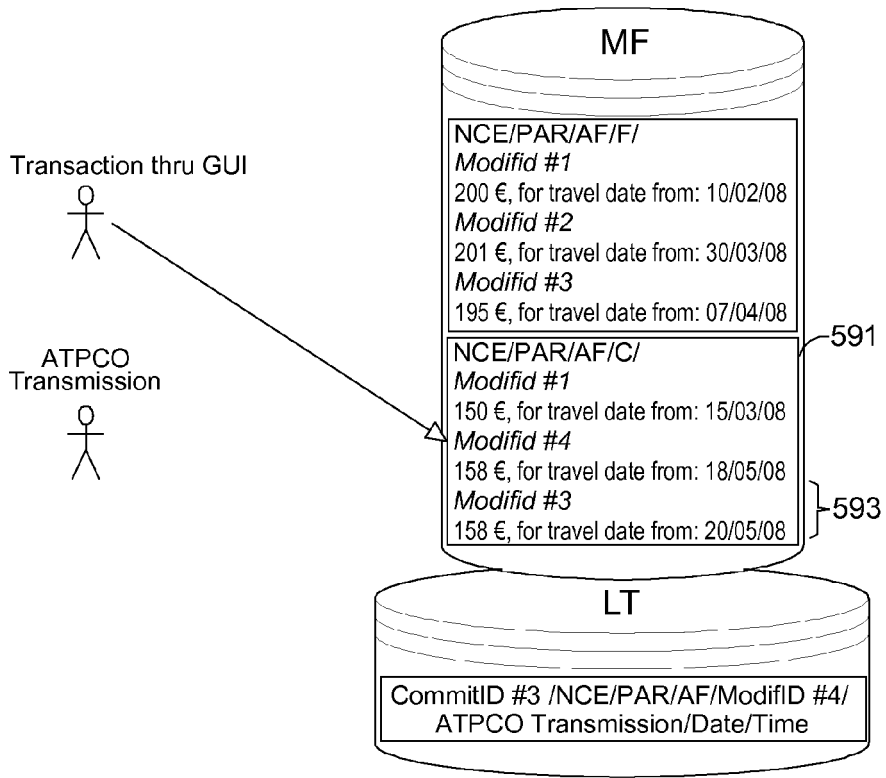 MF
NCE/PAR/AF/F/
Modifid #1
200 €, for travel date from: 10/02/08
Modifid #2
201 €, for travel date from: 30/03/08
Modifid #3
195 €, for travel date from: 07/04/08
Transaction thru GUI
591
NCE/PAR/AF/C/
Modifid #1
150 €, for travel date from: 15/03/08
Modifid #4
158 €, for travel date from: 18/05/08
Modifid #3
158 €, for travel date from: 20/05/08
593
ATPCO
Transmission
LT
CommitID #3 /NCE/PAR/AF/ModifID #4/
ATPCO Transmission/Date/Time